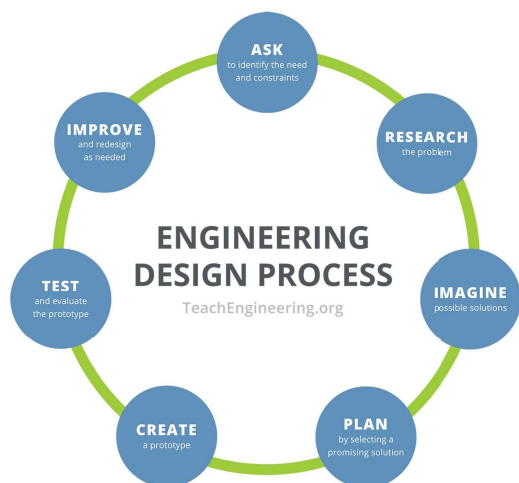 ASK
to identify the need
and constraints
RESEARCH
the problem
IMAGINE
possible solutions
PLAN
by selecting a
promising solution
CREATE
a prototype
TEST
and evaluate
the prototype
IMPROVE
and redesign
as needed
ENGINEERING
DESIGN PROCESS
TeachEngineering.org